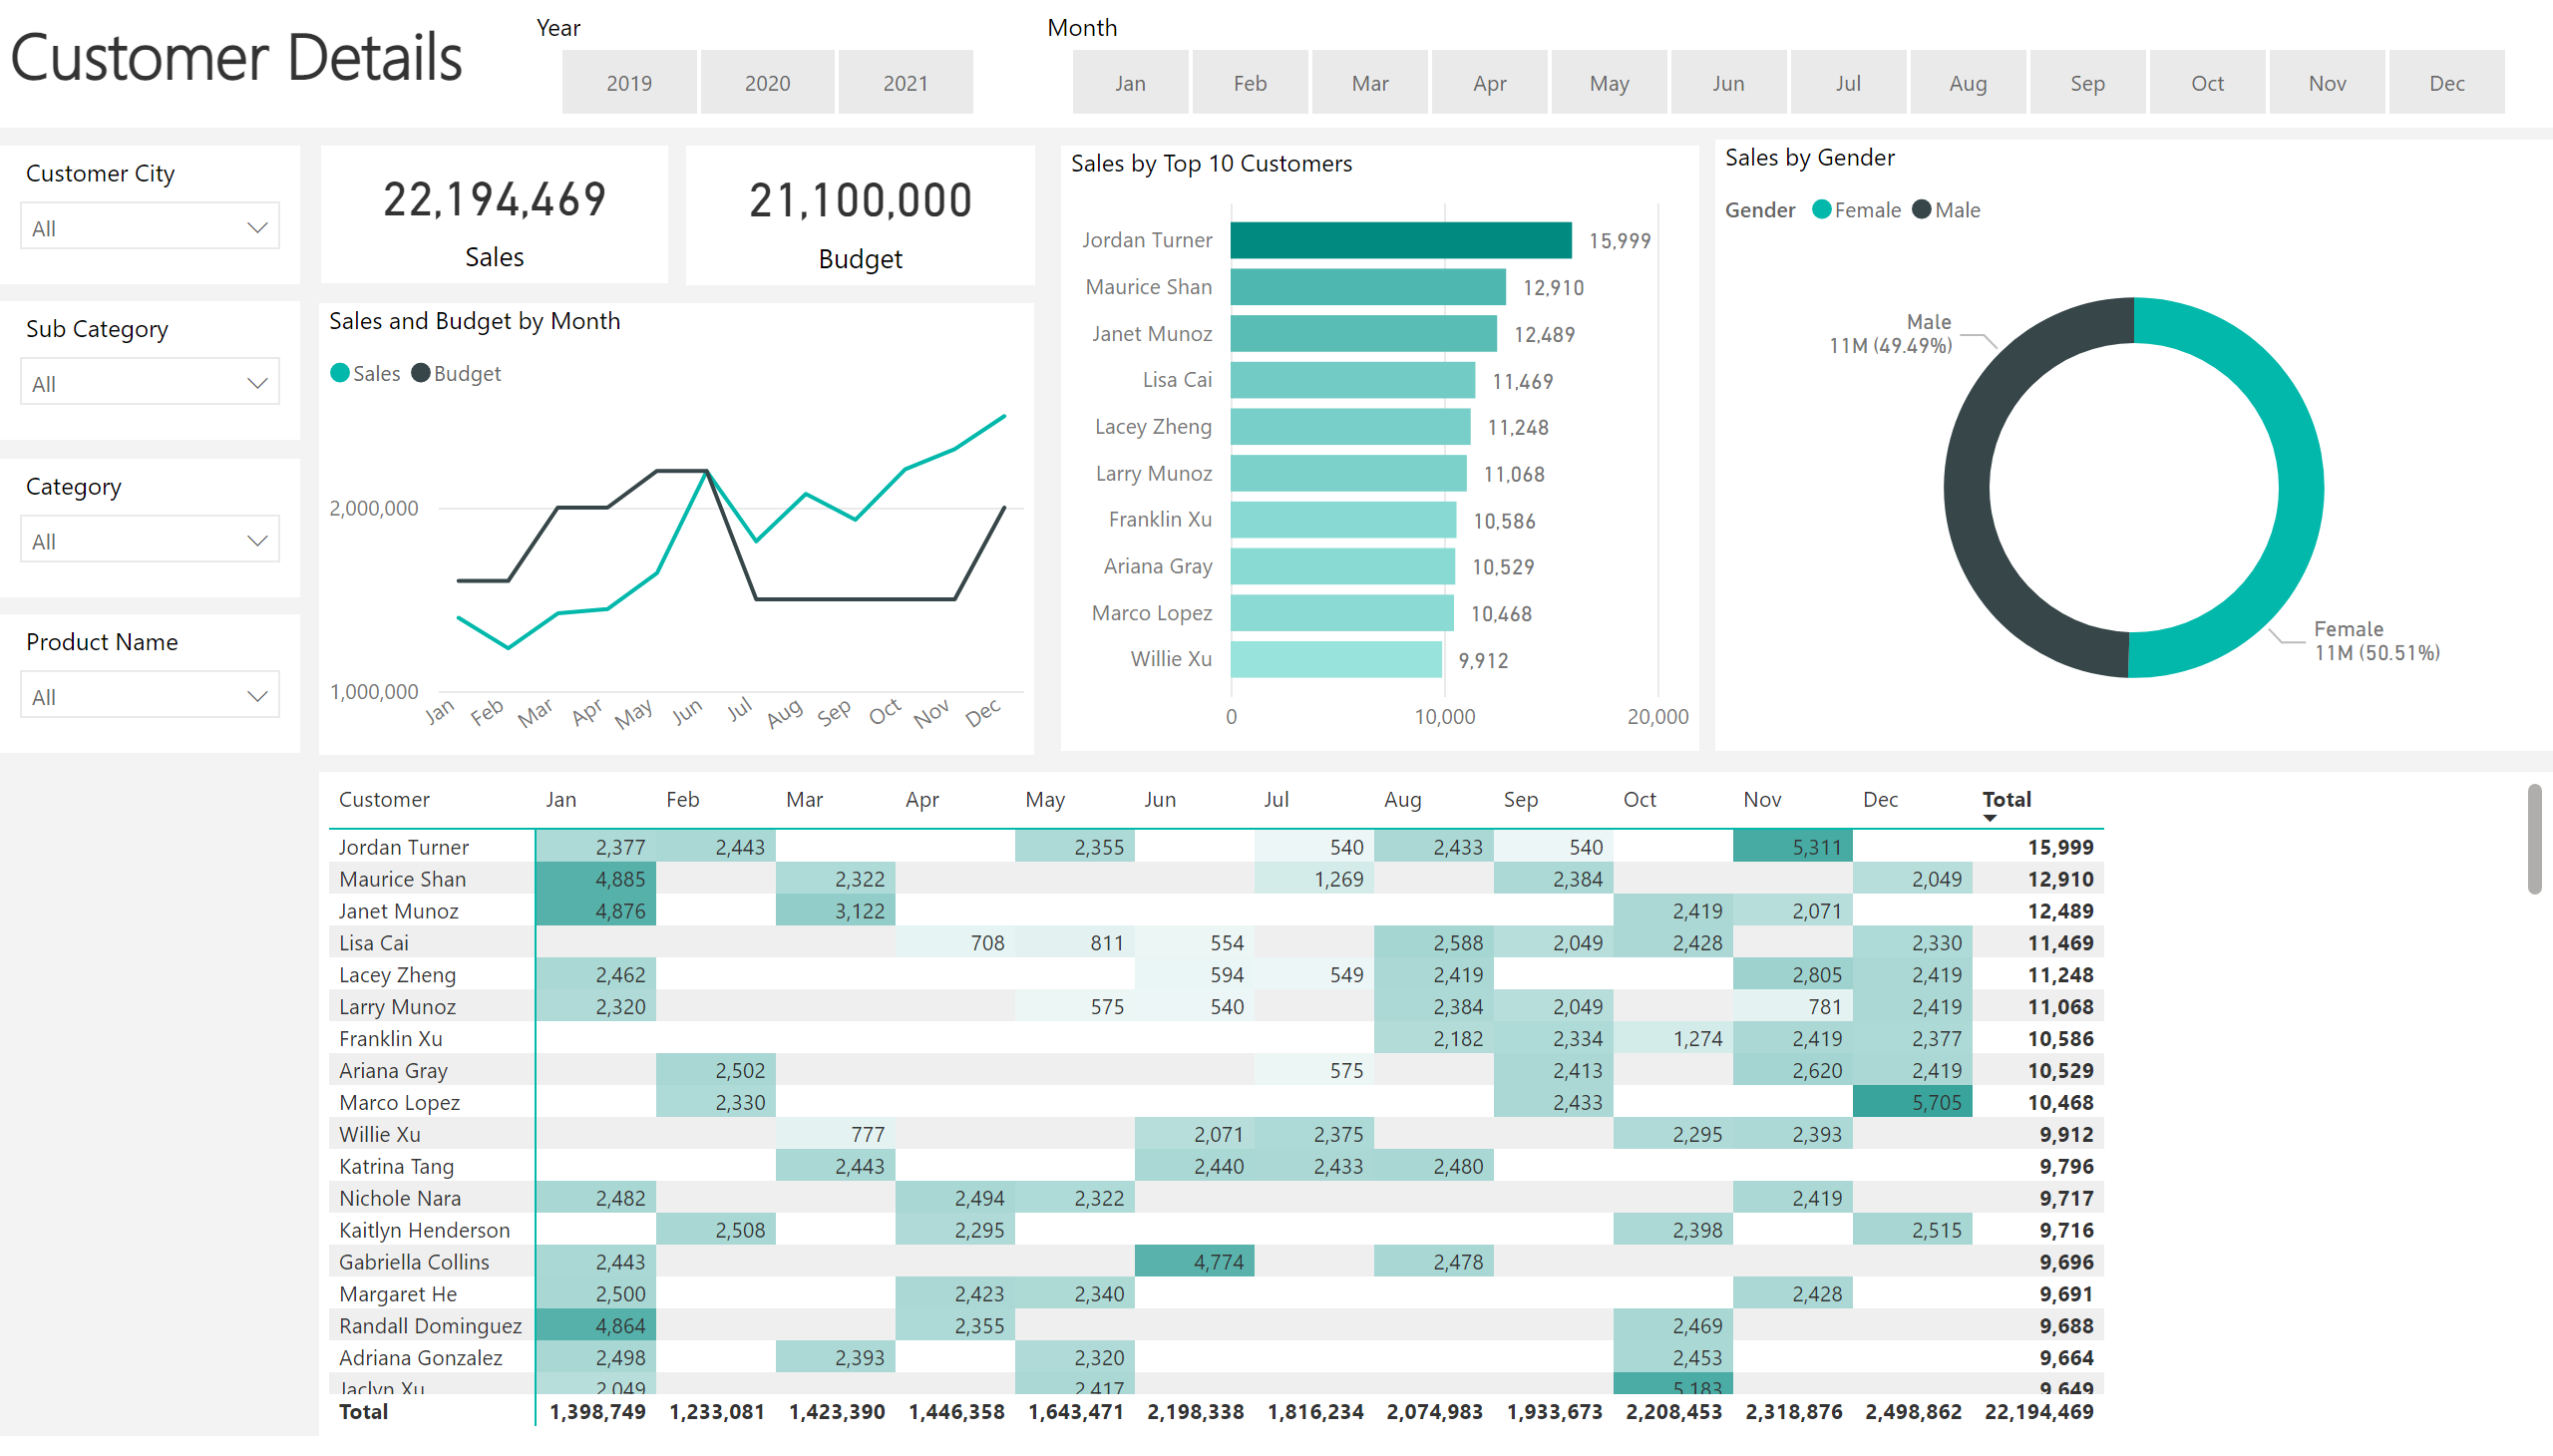 Customer Details
Year
2019 2020 2021
Month
Jan Feb Mar Apr May Jun Jul Aug Sep Oct Nov Dec
Customer City
All
Sub Category
All
Category
All
Product Name
All
22,194,469
Sales
21,100,000
Budget
Sales and Budget by Month
Sales Budget
2,000,000
1,000,000
Jan Feb Mar Apr May Jun Jul Aug Sep Oct Nov Dec
Sales by Top 10 Customers
Jordan Turner 15,999
Maurice Shan 12,910
Janet Munoz 12,489
Lisa Cai 11,469
Lacey Zheng 11,248
Larry Munoz 11,068
Franklin Xu 10,586
Ariana Gray 10,529
Marco Lopez 10,468
Willie Xu 9,912
0 10,000 20,000
Sales by Gender
Gender Female Male
Male
11M (49.49%)
Female
11M (50.51%)
Customer Jan Feb Mar Apr May Jun Jul Aug Sep Oct Nov Dec Total
Jordan Turner 2,377 2,443 2,355 540 2,433 540 5,311 15,999
Maurice Shan 4,885 2,322 1,269 2,384 2,049 12,910
Janet Munoz 4,876 3,122 2,419 2,071 12,489
Lisa Cai 708 811 554 2,588 2,049 2,428 2,330 11,469
Lacey Zheng 2,462 594 549 2,419 2,805 2,419 11,248
Larry Munoz 2,320 575 540 2,384 2,049 781 2,419 11,068
Franklin Xu 2,182 2,334 1,274 2,419 2,377 10,586
Ariana Gray 2,502 575 2,413 2,620 2,419 10,529
Marco Lopez 2,330 2,433 5,705 10,468
Willie Xu 777 2,071 2,375 2,295 2,393 9,912
Katrina Tang 2,443 2,440 2,433 2,480 9,796
Nichole Nara 2,482 2,494 2,322 2,419 9,717
Kaitlyn Henderson 2,508 2,295 2,398 2,515 9,716
Gabriella Collins 2,443 4,774 2,478 9,696
Margaret He 2,500 2,423 2,340 2,428 9,691
Randall Dominguez 4,864 2,355 2,469 9,688
Adriana Gonzalez 2,498 2,393 2,320 2,453 9,664
Jaclyn Xu 2,049 2,417 5,183 9,649
Total 1,398,749 1,233,081 1,423,390 1,446,358 1,643,471 2,198,338 1,816,234 2,074,983 1,933,673 2,208,453 2,318,876 2,498,862 22,194,469